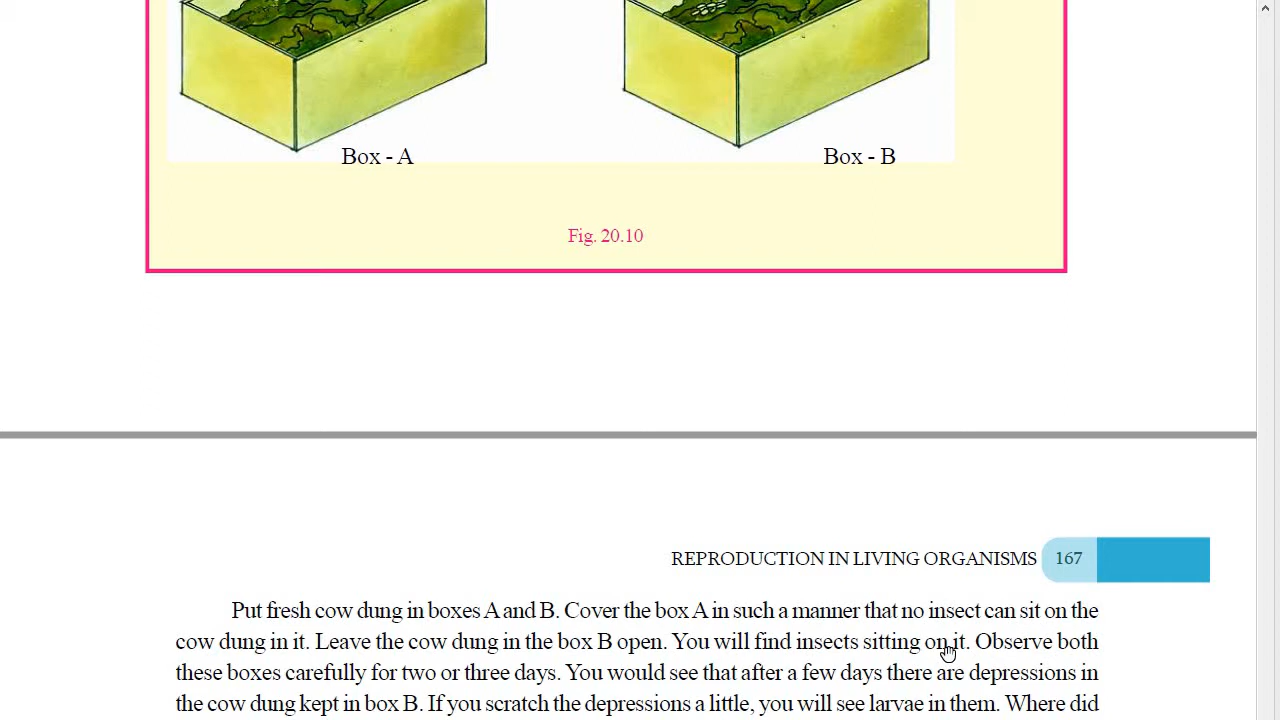 Box - A
Box - B
Fig. 20.10
REPRODUCTION IN LIVING ORGANISMS 167
Put fresh cow dung in boxes A and B. Cover the box A in such a manner that no insect can sit on the
cow dung in it. Leave the cow dung in the box B open. You will find insects sitting on it. Observe both
these boxes carefully for two or three days. You would see that after a few days there are depressions in
the cow dung kept in box B. If you scratch the depressions a little, you will see larvae in them. Where did